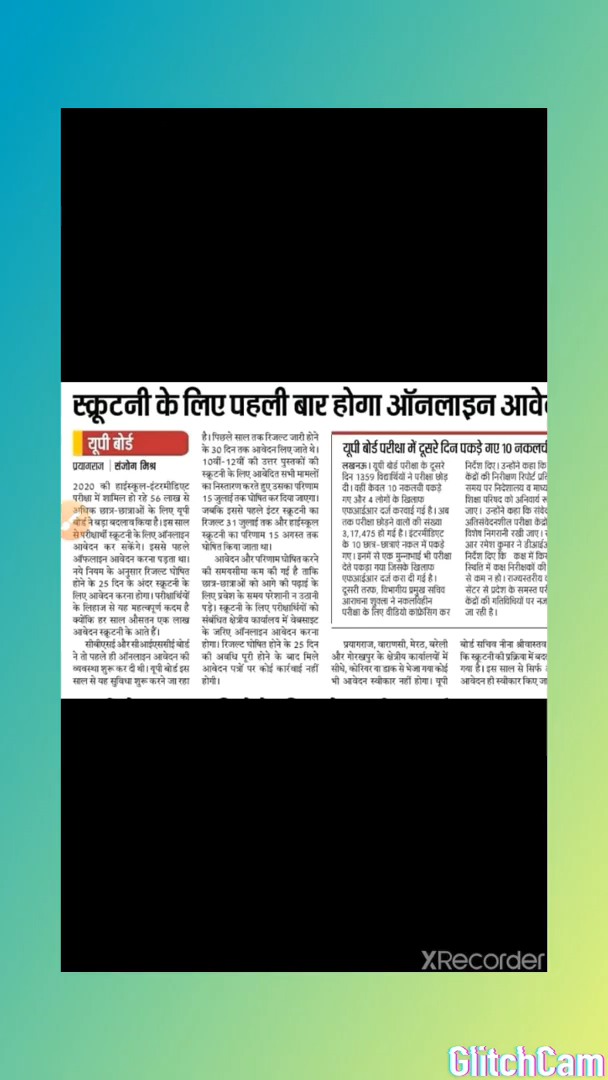 स्क्रूटनी के लिए पहली बार होगा ऑनलाइन आवे
यूपी बोर्ड
प्रयागराज | संजोग मिश्र
2020 की हाईस्कूल-इंटरमीडिएट
परीक्षा में शामिल हो रहे 56 लाख से
अधिक छात्र-छात्राओं के लिए यूपी
बोर्ड ने बड़ा बदलाव किया है। इस साल
से परीक्षार्थी स्क्रूटनी के लिए ऑनलाइन
आवेदन कर सकेंगे। इससे पहले
ऑफलाइन आवेदन करना पड़ता था।
नये नियम के अनुसार रिजल्ट घोषित
होने के 25 दिन के अंदर स्क्रूटनी के
लिए आवेदन करना होगा। परीक्षार्थियों
के लिहाज से यह महत्वपूर्ण कदम है
क्योंकि हर साल औसतन एक लाख
आवेदन स्क्रूटनी के आते हैं।
सीबीएसई और सीआईएससीई बोर्ड
ने तो पहले ही ऑनलाइन आवेदन की
व्यवस्था शुरू कर दी थी। यूपी बोर्ड इस
साल से यह सुविधा शुरू करने जा रहा
है। पिछले साल तक रिजल्ट जारी होने
के 30 दिन तक आवेदन लिए जाते थे।
10वीं-12वीं की उत्तर पुस्तकों की
स्क्रूटनी के लिए आवेदित सभी मामलों
का निस्तारण करते हुए उसका परिणाम
15 जुलाई तक घोषित कर दिया जाएगा।
जबकि इससे पहले इंटर स्क्रूटनी का
रिजल्ट 31 जुलाई तक और हाईस्कूल
स्क्रूटनी का परिणाम 15 अगस्त तक
घोषित किया जाता था।
आवेदन और परिणाम घोषित करने
की समयसीमा कम की गई है ताकि
छात्र-छात्राओं को आगे की पढ़ाई के
लिए प्रवेश के समय परेशानी न उठानी
पड़े। स्क्रूटनी के लिए परीक्षार्थियों को
संबंधित क्षेत्रीय कार्यालय में वेबसाइट
के जरिए ऑनलाइन आवेदन करना
होगा। रिजल्ट घोषित होने के 25 दिन
की अवधि पूरी होने के बाद मिले
आवेदन पत्रों पर कोई कार्रवाई नहीं
होगी।
यूपी बोर्ड परीक्षा में दूसरे दिन पकड़े गए 10 नकलची
लखनऊ। यूपी बोर्ड परीक्षा के दूसरे
दिन 1359 विद्यार्थियों ने परीक्षा छोड़
दी। वहीं केवल 10 नकलची पकड़े
गए और 4 लोगों के खिलाफ
एफआईआर दर्ज करवाई गई है। अब
तक परीक्षा छोड़ने वालों की संख्या
3,17,475 हो गई है। इंटरमीडिएट
के 10 छात्र-छात्राएं नकल में पकड़े
गए। इनमें से एक मुन्नाभाई भी परीक्षा
देते पकड़ा गया जिसके खिलाफ
एफआईआर दर्ज करा दी गई है।
दूसरी तरफ, विभागीय प्रमुख सचिव
आराधना शुक्ला ने नकलविहीन
परीक्षा के लिए वीडियो कांफ्रेंसिंग कर
निर्देश दिए। उन्होंने कहा कि
केंद्रों की निरीक्षण रिपोर्ट प्रति
समय पर निदेशालय व माध्य
शिक्षा परिषद को अनिवार्य रू
जाए। उन्होंने कहा कि संवे
अतिसंवेदनशील परीक्षा केंद्रों
विशेष निगरानी रखी जाए।
आर रमेश कुमार ने डीआईअ
निर्देश दिए कि कक्ष में किस
स्थिति में कक्ष निरीक्षकों की
से कम न हो। राज्यस्तरीय
सेंटर से प्रदेश के समस्त परी
केंद्रों की गतिविधियों पर नज
जा रही है।
प्रयागराज, वाराणसी, मेरठ, बरेली
और गोरखपुर के क्षेत्रीय कार्यालयों में
सीधे, कोरियर या डाक से भेजा गया कोई
भी आवेदन स्वीकार नहीं होगा। यूपी
बोर्ड सचिव नीना श्रीवास्तव
कि स्क्रूटनी की प्रक्रिया में बद
गया है। इस साल से सिर्फ
आवेदन ही स्वीकार किए जा
XRecorder
GlitchCam